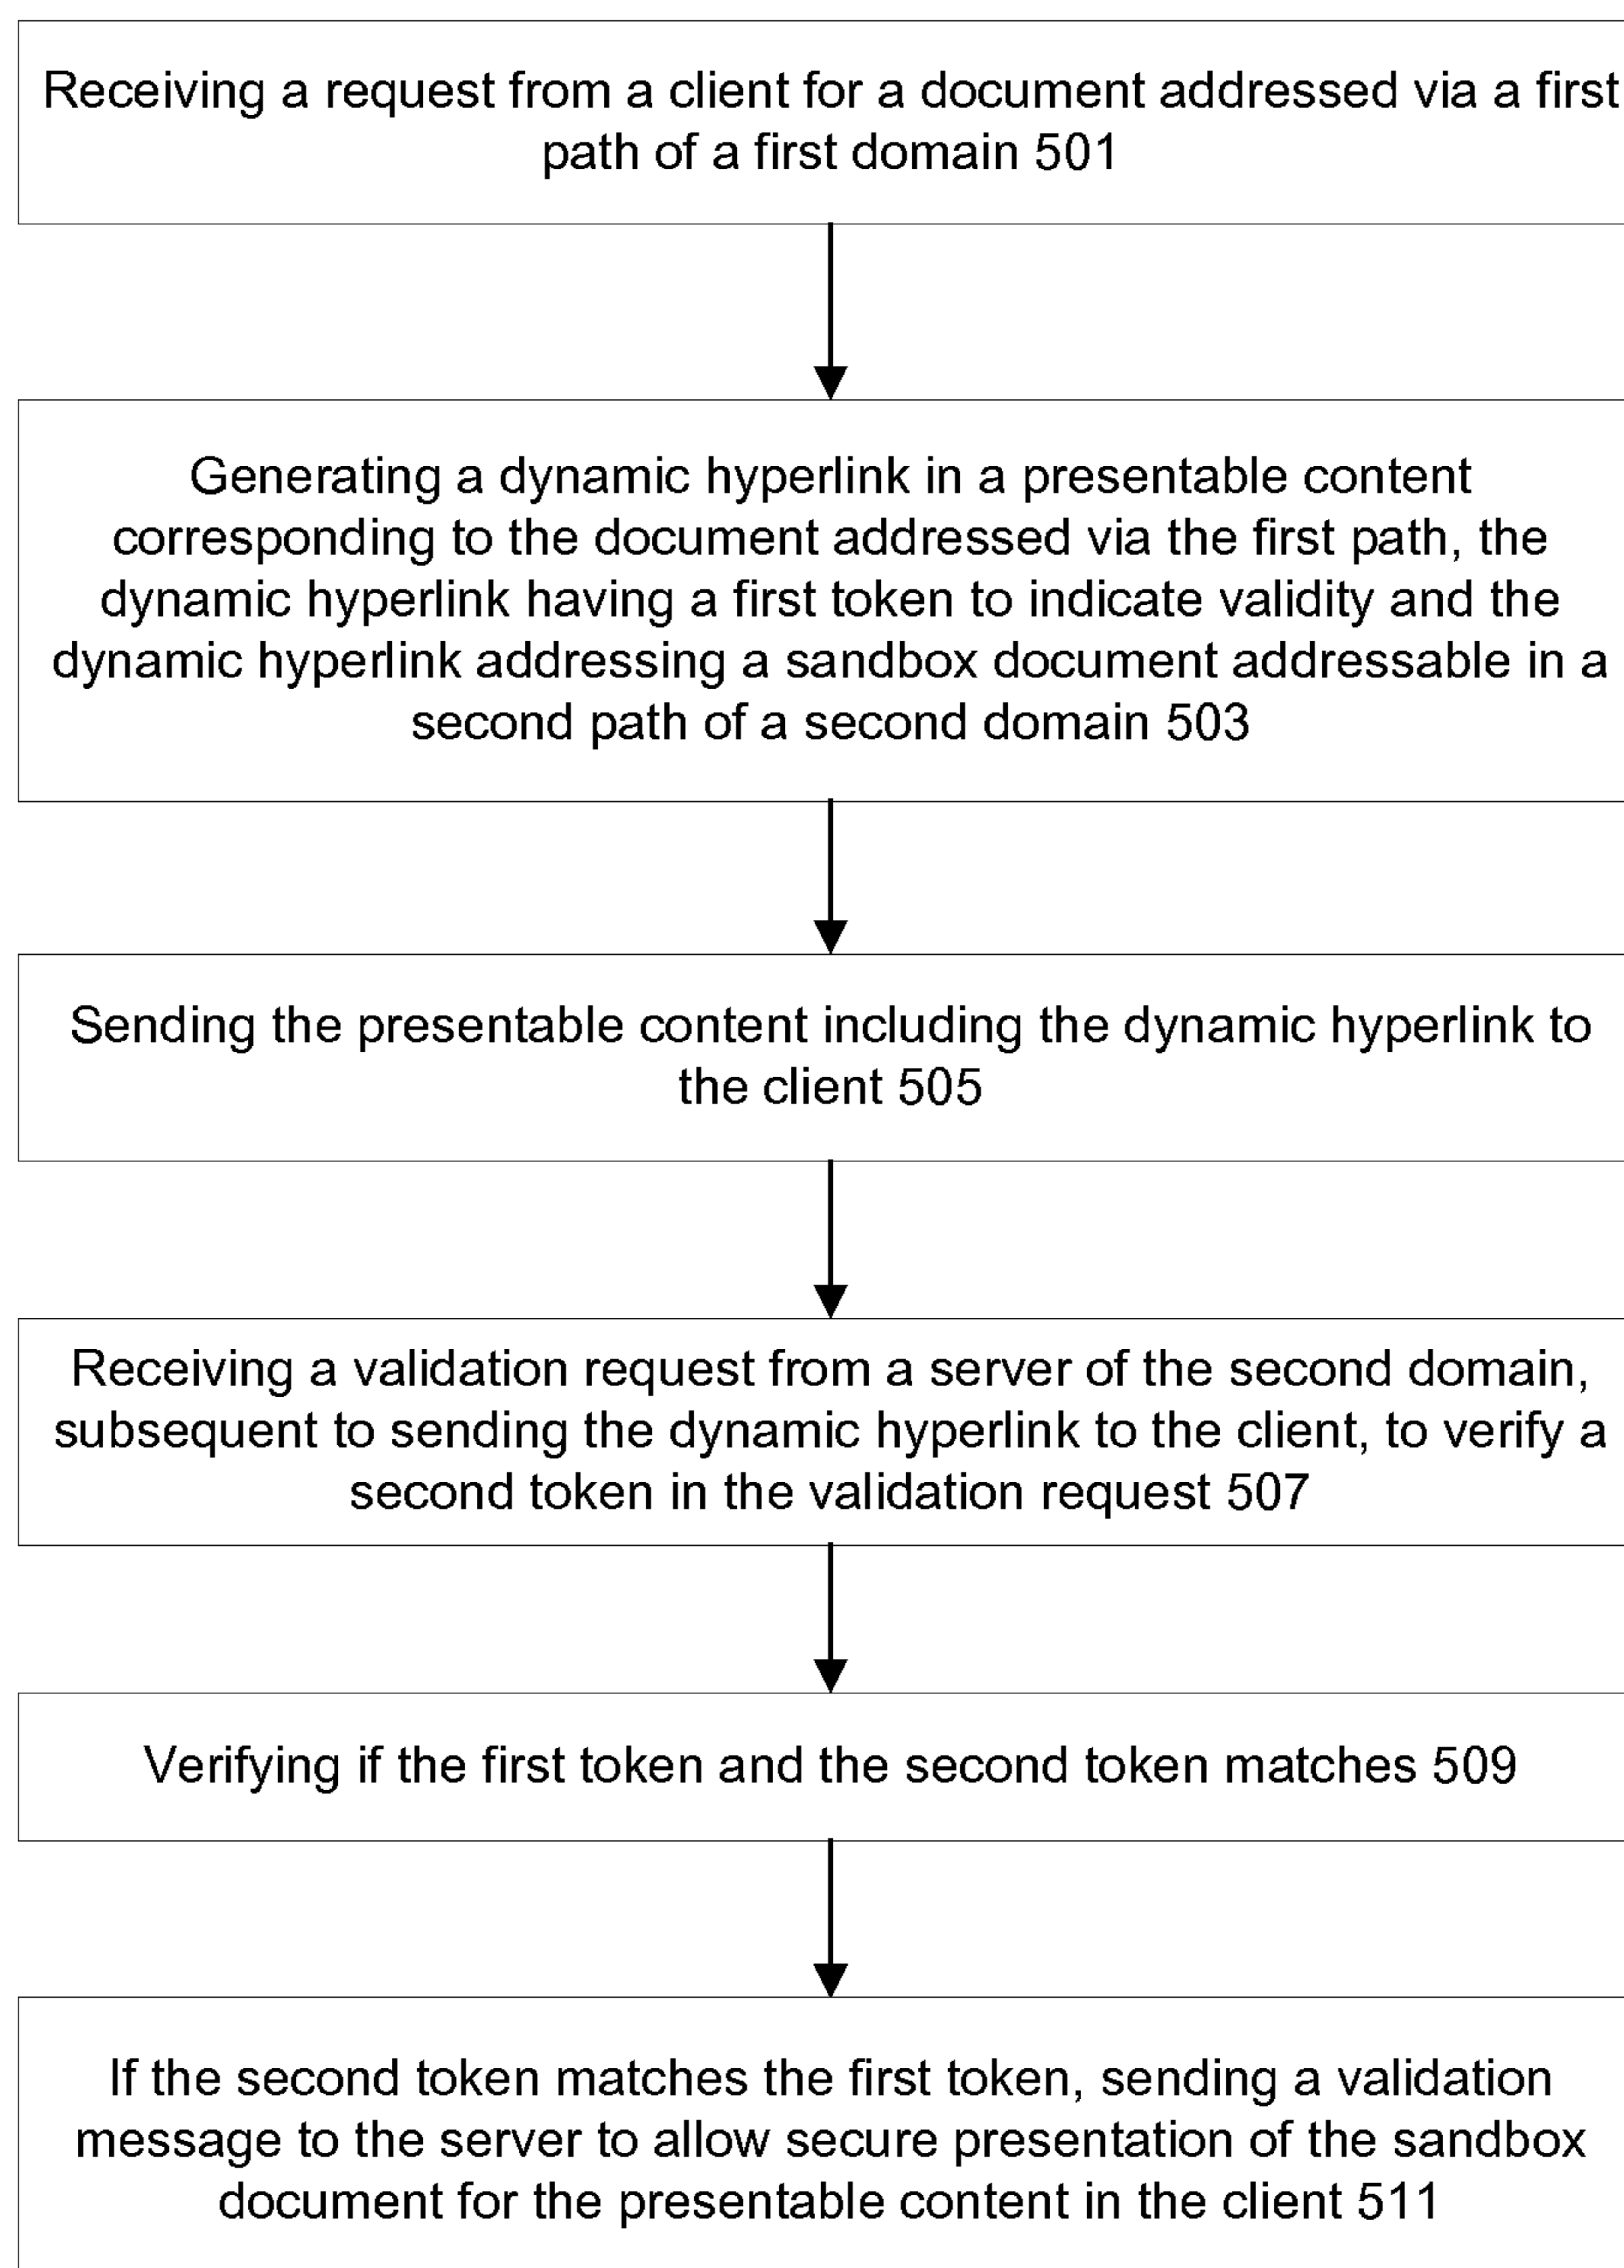 Receiving a request from a client for a document addressed via a first
path of a first domain 501
Generating a dynamic hyperlink in a presentable content
corresponding to the document addressed via the first path, the
dynamic hyperlink having a first token to indicate validity and the
dynamic hyperlink addressing a sandbox document addressable in a
second path of a second domain 503
Sending the presentable content including the dynamic hyperlink to
the client 505
Receiving a validation request from a server of the second domain,
subsequent to sending the dynamic hyperlink to the client, to verify a
second token in the validation request 507
Verifying if the first token and the second token matches 509
If the second token matches the first token, sending a validation
message to the server to allow secure presentation of the sandbox
document for the presentable content in the client 511